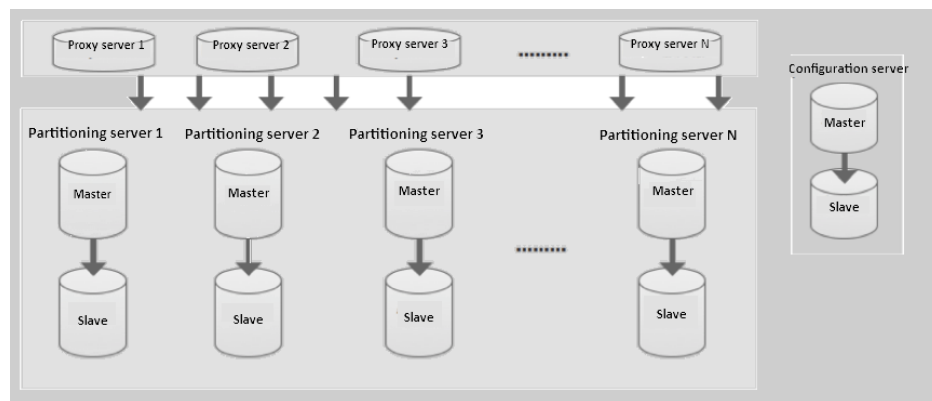 Proxy server 1
Proxy server 2
Proxy server 3
Proxy server N
Configuration server
Master
Slave
Partitioning server 1
Partitioning server 2
Partitioning server 3
Partitioning server N
Master
Master
Master
Master
Slave
Slave
Slave
Slave